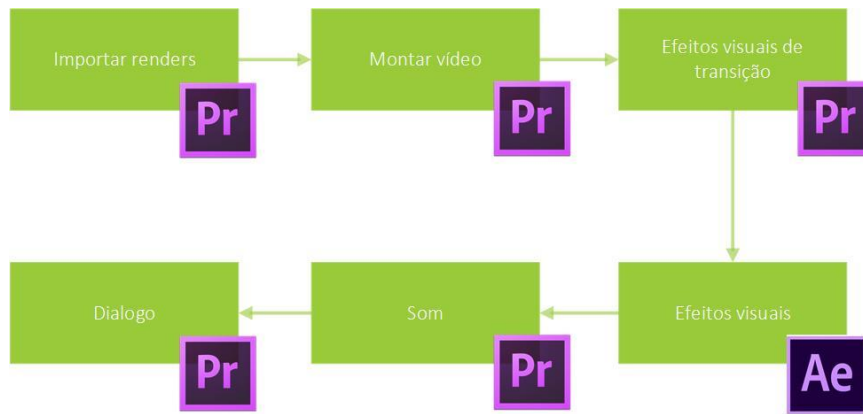 Importar renders
Pr
Montar vídeo
Pr
Efeitos visuais de
transição
Pr
Efeitos visuais
Ae
Som
Pr
Dialogo
Pr